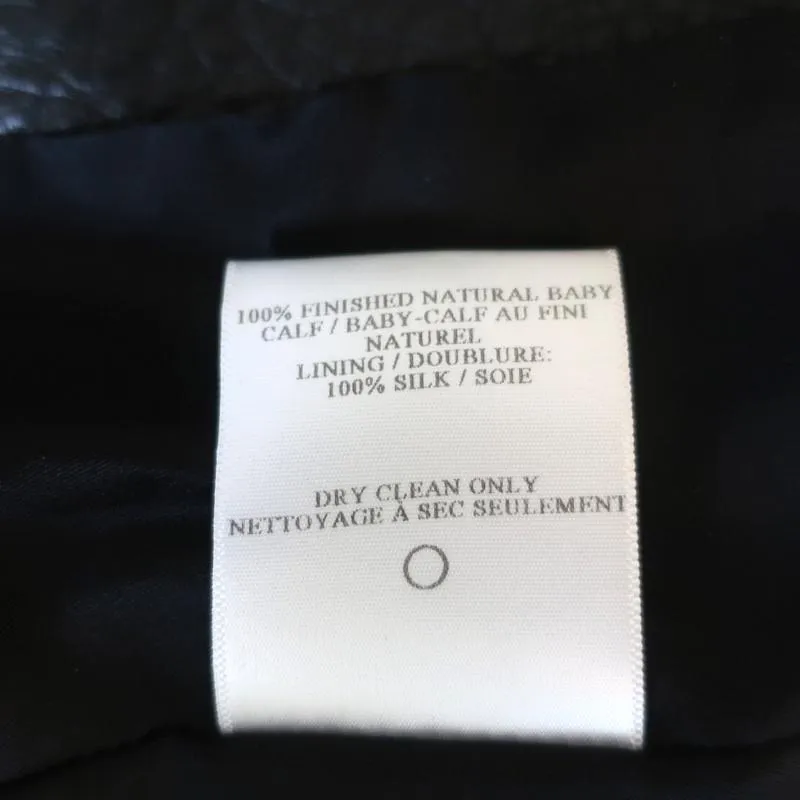 100% FINISHED NATURAL BABY
CALF / BABY-CALF AU FINI
NATUREL
LINING / DOUBLURE:
100% SILK / SOIE
DRY CLEAN ONLY
NETTOYAGE À SEC SEULEMENT